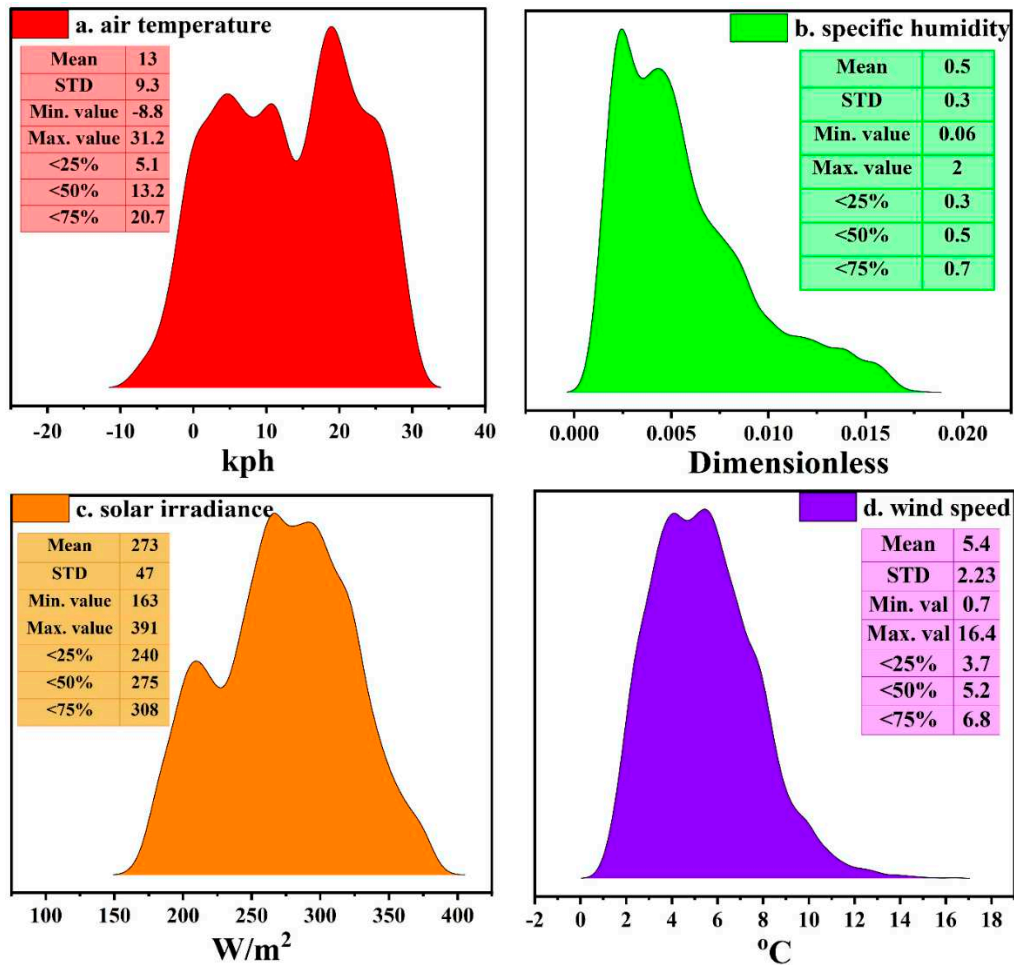 a. air temperature
Mean 13
STD 9.3
Min. value -8.8
Max. value 31.2
<25% 5.1
<50% 13.2
<75% 20.7
-20 -10 0 10 20 30 40
kph
b. specific humidity
Mean 0.5
STD 0.3
Min. value 0.06
Max. value 2
<25% 0.3
<50% 0.5
<75% 0.7
0.000 0.005 0.010 0.015 0.020
Dimensionless
c. solar irradiance
Mean 273
STD 47
Min. value 163
Max. value 391
<25% 240
<50% 275
<75% 308
100 150 200 250 300 350 400
W/m²
d. wind speed
Mean 5.4
STD 2.23
Min. val 0.7
Max. val 16.4
<25% 3.7
<50% 5.2
<75% 6.8
-2 0 2 4 6 8 10 12 14 16 18
ºC